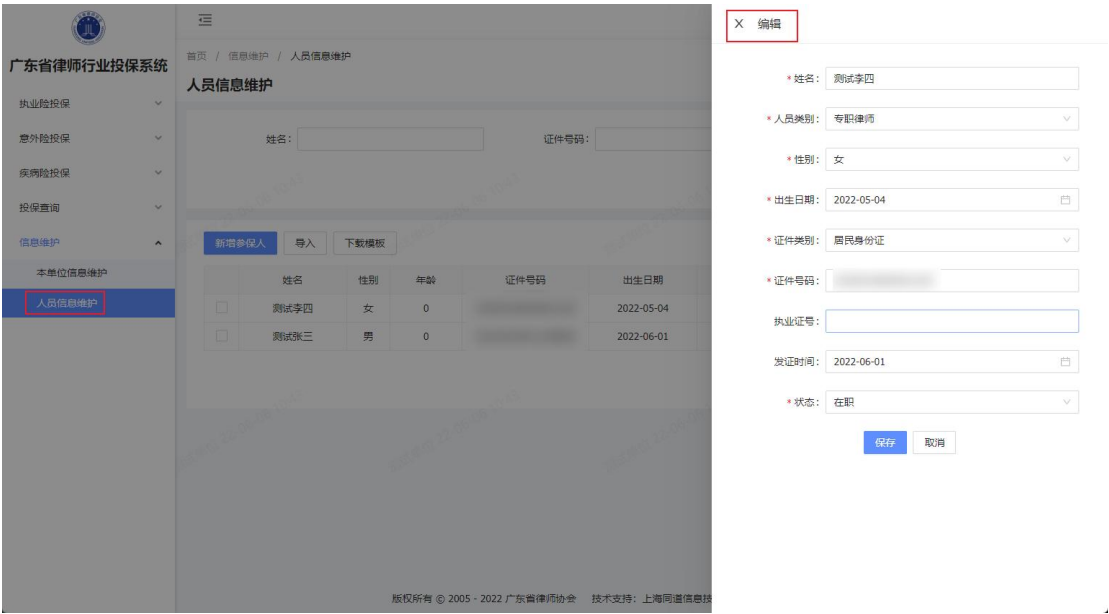 广东省律师行业投保系统
执业险投保
意外险投保
疾病险投保
投保查询
信息维护
本单位信息维护
人员信息维护
首页 / 信息维护 / 人员信息维护
人员信息维护
姓名:
证件号码:
新增参保人 导入 下载模板
姓名 性别 年龄 证件号码 出生日期
测试李四 女 0 2022-05-04
测试张三 男 0 2022-06-01
版权所有 © 2005 - 2022 广东省律师协会 技术支持：上海同道信息技
X 编辑
* 姓名: 测试李四
* 人员类别: 专职律师
* 性别: 女
* 出生日期: 2022-05-04
* 证件类别: 居民身份证
* 证件号码:
执业证号:
发证时间: 2022-06-01
* 状态: 在职
保存 取消